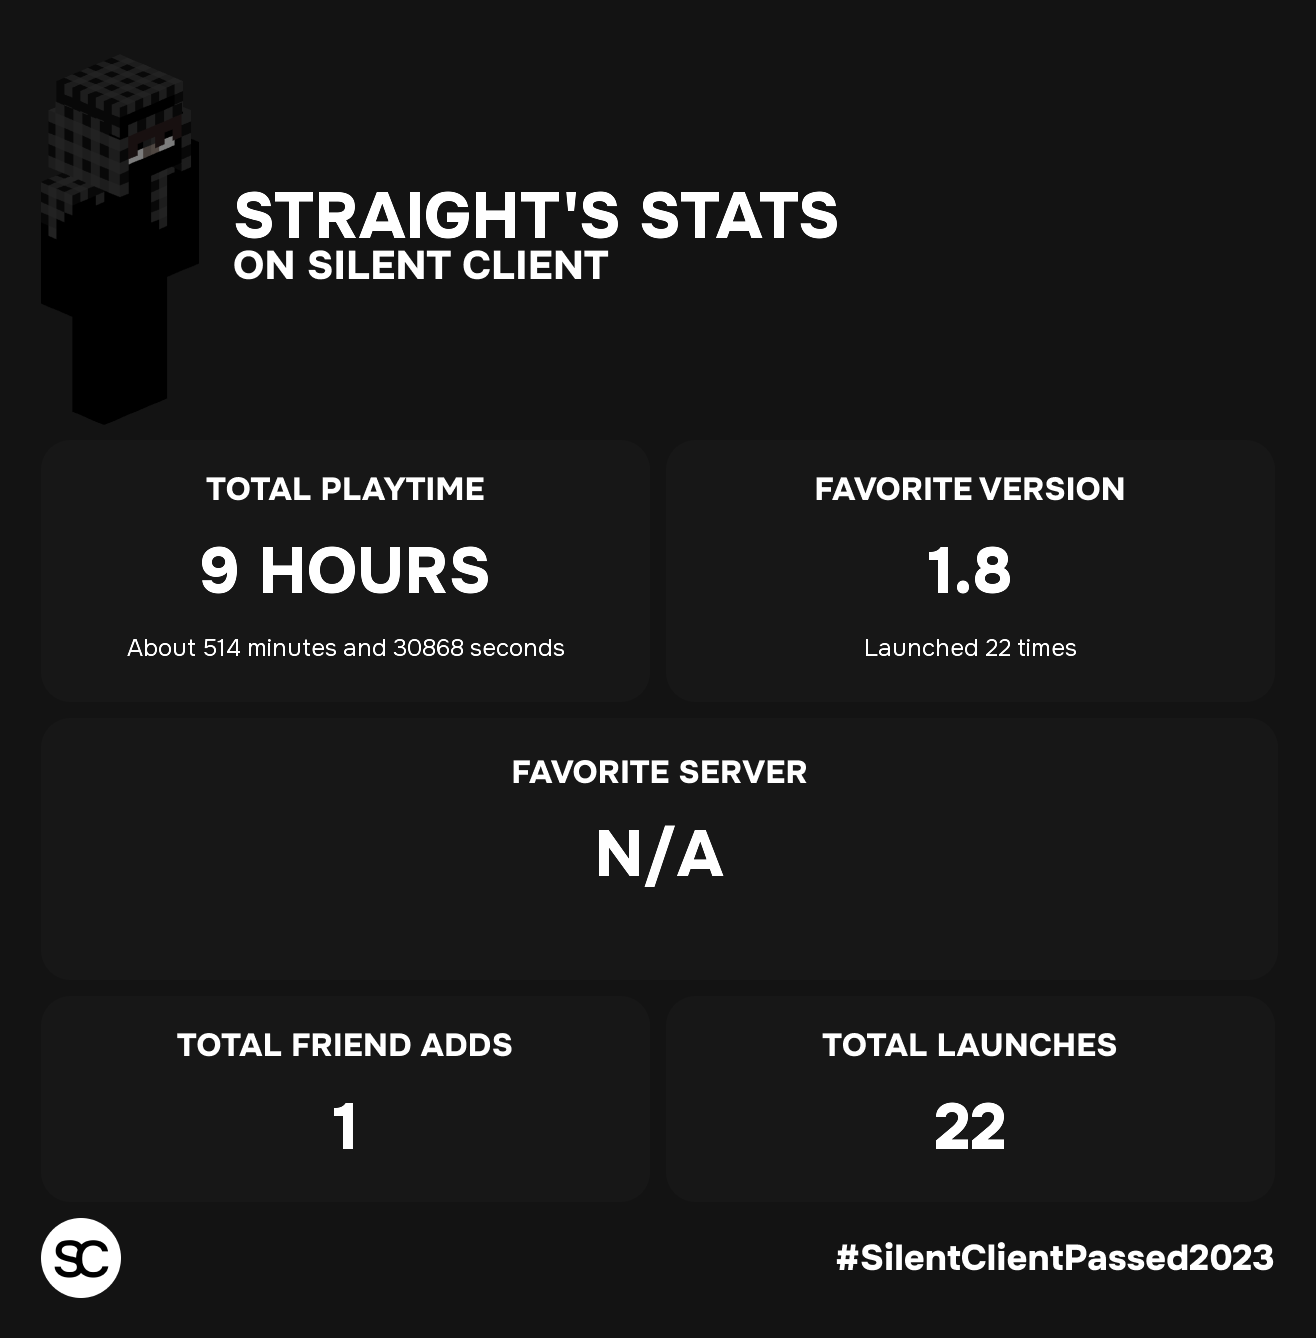 STRAIGHT'S STATS
ON SILENT CLIENT
TOTAL PLAYTIME
9 HOURS
About 514 minutes and 30868 seconds
FAVORITE VERSION
1.8
Launched 22 times
FAVORITE SERVER
N/A
TOTAL FRIEND ADDS
1
TOTAL LAUNCHES
22
SC
#SilentClientPassed2023